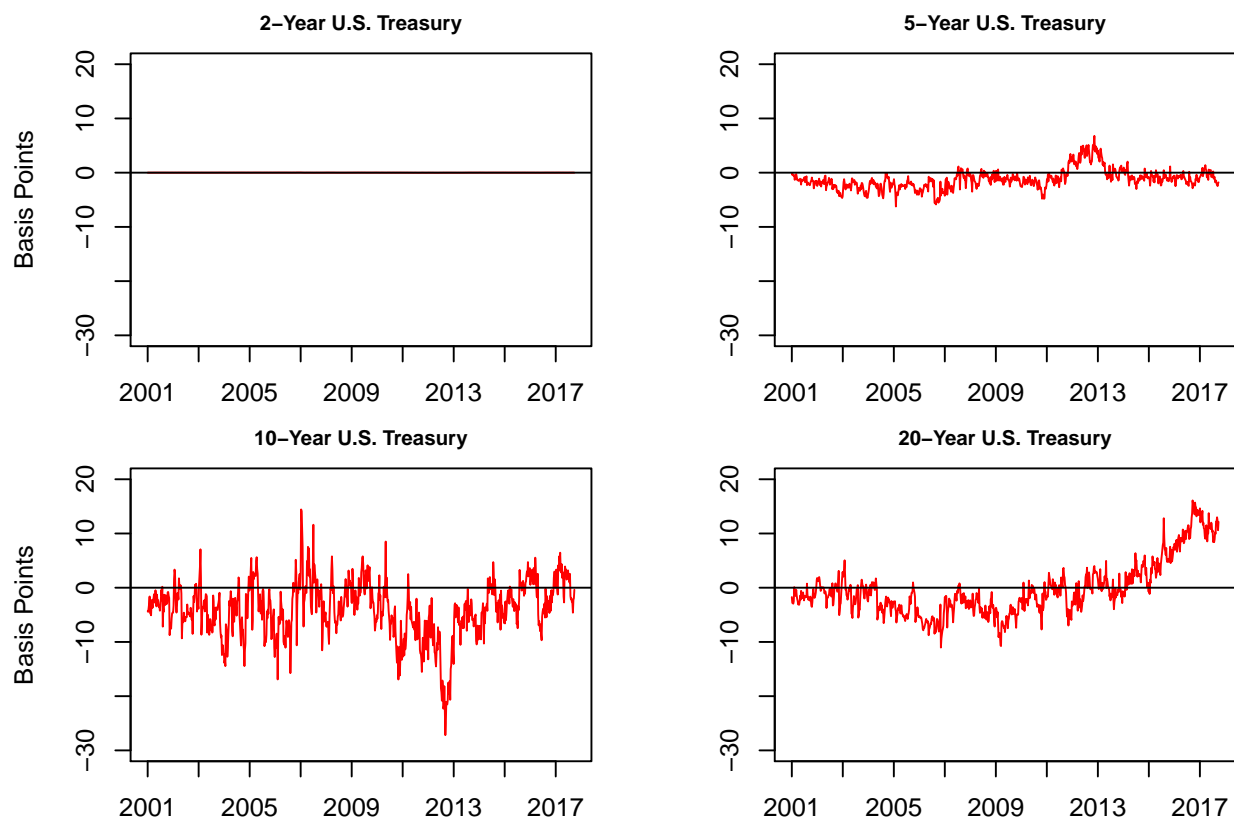 2−Year U.S. Treasury
5−Year U.S. Treasury
Basis Points
20
10
0
−10
−30
2001 2005 2009 2013 2017
20
10
0
−10
−30
2001 2005 2009 2013 2017
10−Year U.S. Treasury
20−Year U.S. Treasury
Basis Points
20
10
0
−10
−30
2001 2005 2009 2013 2017
20
10
0
−10
−30
2001 2005 2009 2013 2017